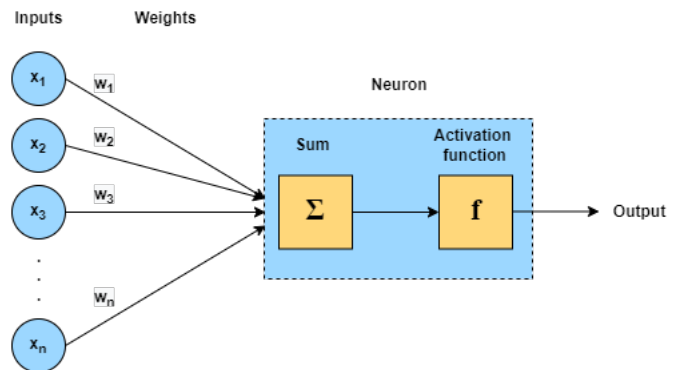 Inputs
Weights
x₁
w₁
Neuron
x₂
w₂
Sum
Activation
function
x₃
w₃
Σ
f
Output
.
.
.
wₙ
xₙ